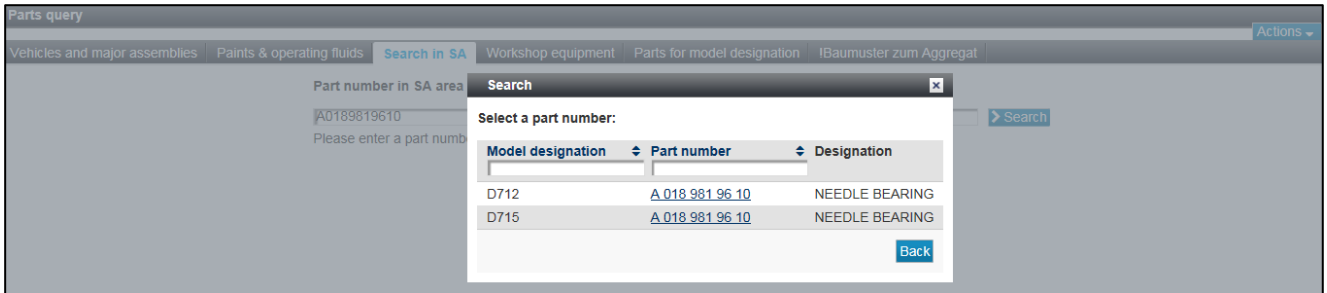 Parts query
Actions
Vehicles and major assemblies Paints & operating fluids Search in SA Workshop equipment Parts for model designation !Baumuster zum Aggregat
Part number in SA area
A0189819610
Search
Please enter a part numb
Search
Select a part number:
Model designation Part number Designation
D712 A 018 981 96 10 NEEDLE BEARING
D715 A 018 981 96 10 NEEDLE BEARING
Back